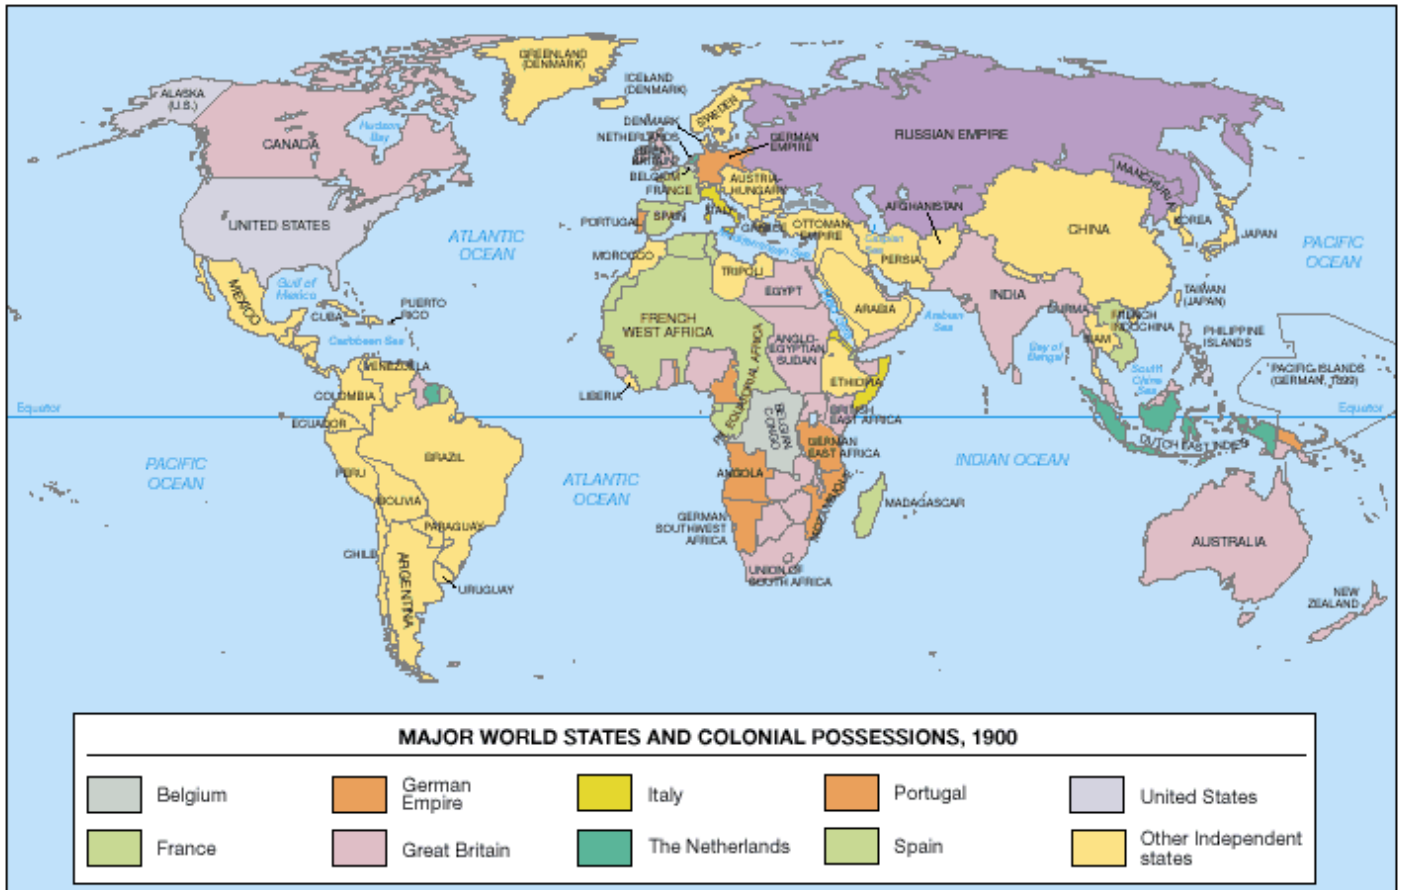 GREENLAND
(DENMARK)
ICELAND
(DENMARK)
ALASKA
(U.S.)
SWEDEN
DENMARK
NETHERLANDS
GREAT
BRITAIN
BELGIUM
FRANCE
GERMAN
EMPIRE
RUSSIAN EMPIRE
Hudson
Bay
CANADA
AUSTRIA-
HUNGARY
MANCHURIA
AFGHANISTAN
UNITED STATES
PORTUGAL
SPAIN
ITALY
GREECE
OTTOMAN
EMPIRE
Caspian
Sea
CHINA
KOREA
JAPAN
ATLANTIC
OCEAN
Mediterranean Sea
PACIFIC
OCEAN
MOROCCO
TRIPOLI
EGYPT
PERSIA
Gulf of
Mexico
MEXICO
CUBA
PUERTO
RICO
ARABIA
INDIA
BURMA
TAIWAN
(JAPAN)
FRENCH
WEST AFRICA
Arabian
Sea
FRENCH
INDOCHINA
SIAM
PHILIPPINE
ISLANDS
Caribbean Sea
ANGLO-
EGYPTIAN
SUDAN
Bay of
Bengal
South
China
Sea
VENEZUELA
PACIFIC ISLANDS
(GERMAN, 1899)
COLOMBIA
LIBERIA
EQUATORIAL AFRICA
ETHIOPIA
Equator
Equator
ECUADOR
BELGIAN
CONGO
BRITISH
EAST AFRICA
GERMAN
EAST AFRICA
DUTCH EAST INDIES
BRAZIL
PERU
PACIFIC
OCEAN
ATLANTIC
OCEAN
INDIAN OCEAN
ANGOLA
BOLIVIA
MOZAMBIQUE
MADAGASCAR
PARAGUAY
GERMAN
SOUTHWEST
AFRICA
CHILE
ARGENTINA
AUSTRALIA
UNION OF
SOUTH AFRICA
URUGUAY
NEW
ZEALAND
MAJOR WORLD STATES AND COLONIAL POSSESSIONS, 1900
Belgium
German
Empire
Italy
Portugal
United States
France
Great Britain
The Netherlands
Spain
Other Independent
states